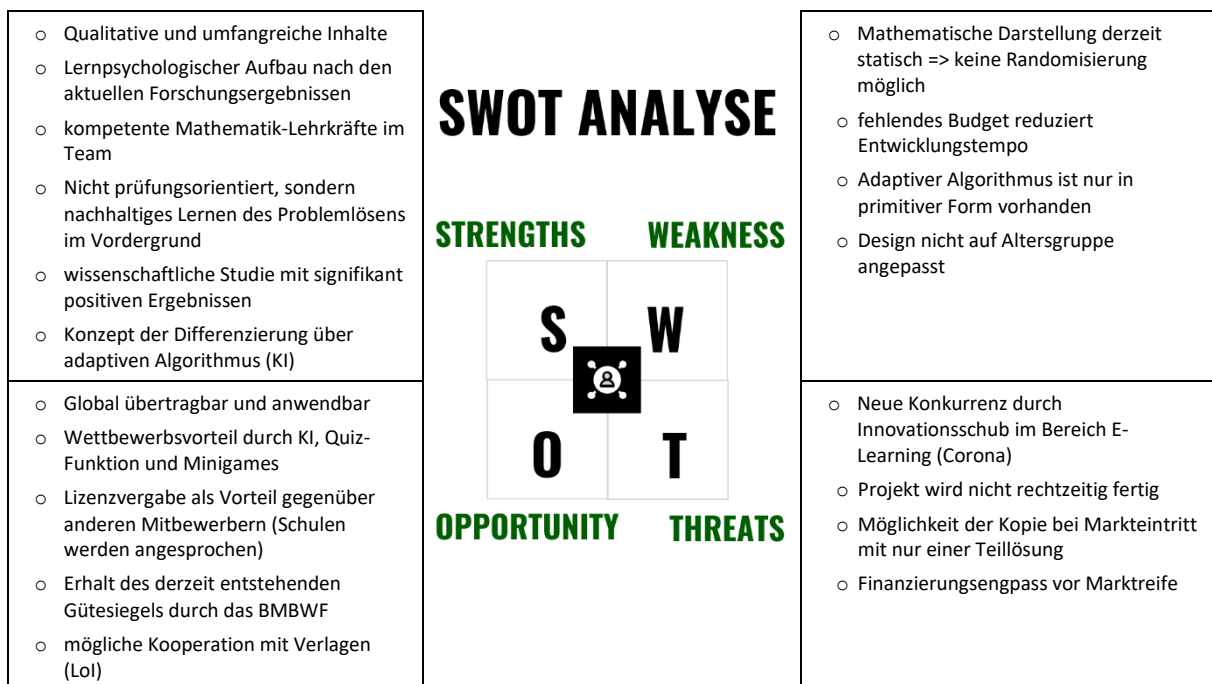 o Qualitative und umfangreiche Inhalte
o Lernpsychologischer Aufbau nach den
aktuellen Forschungsergebnissen
o kompetente Mathematik-Lehrkräfte im
Team
o Nicht prüfungsorientiert, sondern
nachhaltiges Lernen des Problemlösens
im Vordergrund
o wissenschaftliche Studie mit signifikant
positiven Ergebnissen
o Konzept der Differenzierung über
adaptiven Algorithmus (KI)
SWOT ANALYSE
STRENGTHS
WEAKNESS
S
W
O
T
OPPORTUNITY
THREATS
o Mathematische Darstellung derzeit
statisch => keine Randomisierung
möglich
o fehlendes Budget reduziert
Entwicklungstempo
o Adaptiver Algorithmus ist nur in
primitiver Form vorhanden
o Design nicht auf Altersgruppe
angepasst
o Global übertragbar und anwendbar
o Wettbewerbsvorteil durch KI, Quiz-
Funktion und Minigames
o Lizenzvergabe als Vorteil gegenüber
anderen Mitbewerbern (Schulen
werden angesprochen)
o Erhalt des derzeit entstehenden
Gütesiegels durch das BMBWF
o mögliche Kooperation mit Verlagen
(LoI)
o Neue Konkurrenz durch
Innovationsschub im Bereich E-
Learning (Corona)
o Projekt wird nicht rechtzeitig fertig
o Möglichkeit der Kopie bei Markteintritt
mit nur einer Teillösung
o Finanzierungsengpass vor Marktreife